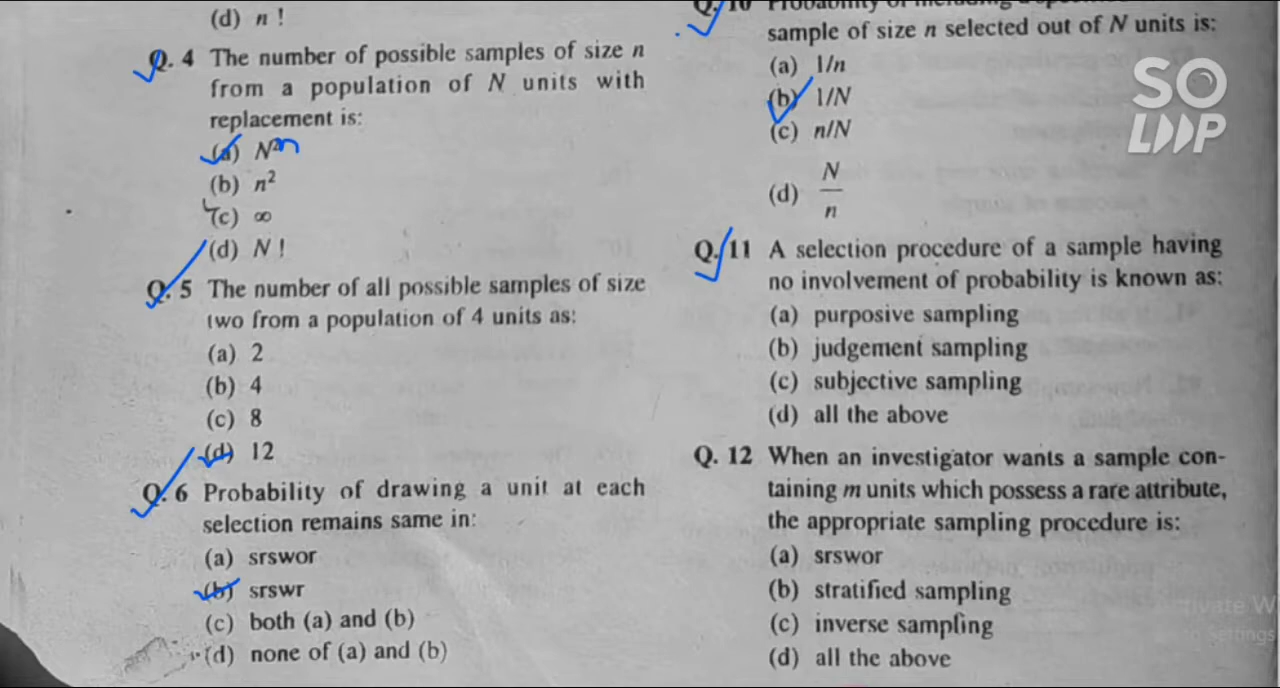 (d) n !
Q. 4 The number of possible samples of size n
from a population of N units with
replacement is:
(a) Nⁿ
(b) n²
(c) ∞
(d) N !
Q. 5 The number of all possible samples of size
two from a population of 4 units as:
(a) 2
(b) 4
(c) 8
(d) 12
Q. 6 Probability of drawing a unit at each
selection remains same in:
(a) srswor
(b) srswr
(c) both (a) and (b)
(d) none of (a) and (b)
Q. 10 Probability of including a
sample of size n selected out of N units is:
(a) 1/n
(b) 1/N
(c) n/N
(d) N
n
Q. 11 A selection procedure of a sample having
no involvement of probability is known as:
(a) purposive sampling
(b) judgement sampling
(c) subjective sampling
(d) all the above
Q. 12 When an investigator wants a sample con-
taining m units which possess a rare attribute,
the appropriate sampling procedure is:
(a) srswor
(b) stratified sampling
(c) inverse sampling
(d) all the above
SO
LOOP